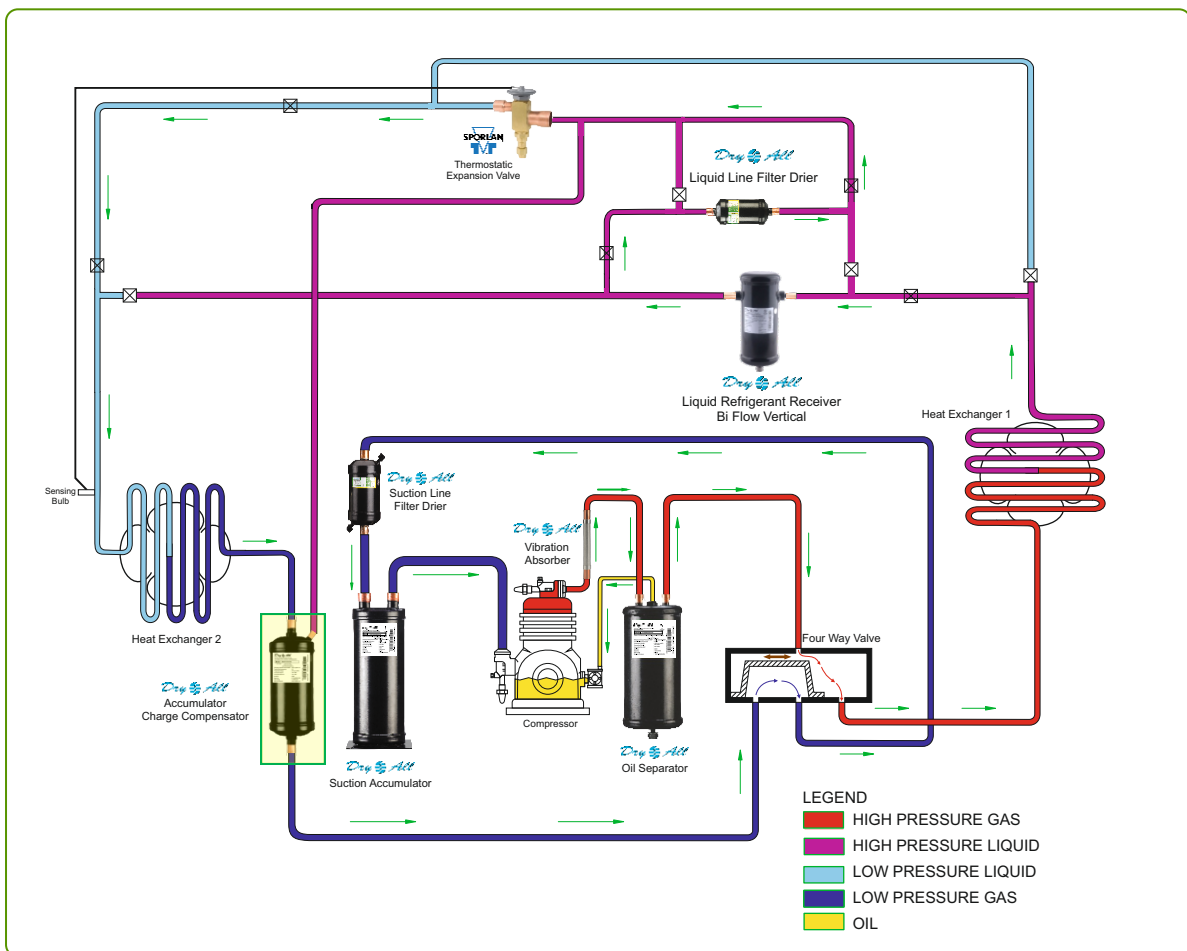 SPORLAN
Thermostatic
Expansion Valve
Dry All
Liquid Line Filter Drier
Dry All
Liquid Refrigerant Receiver
Bi Flow Vertical
Heat Exchanger 1
Sensing
Bulb
Dry All
Suction Line
Filter Drier
Dry All
Vibration
Absorber
Heat Exchanger 2
Four Way Valve
Dry All
Accumulator
Charge Compensator
Compressor
Dry All
Suction Accumulator
Dry All
Oil Separator
LEGEND
HIGH PRESSURE GAS
HIGH PRESSURE LIQUID
LOW PRESSURE LIQUID
LOW PRESSURE GAS
OIL